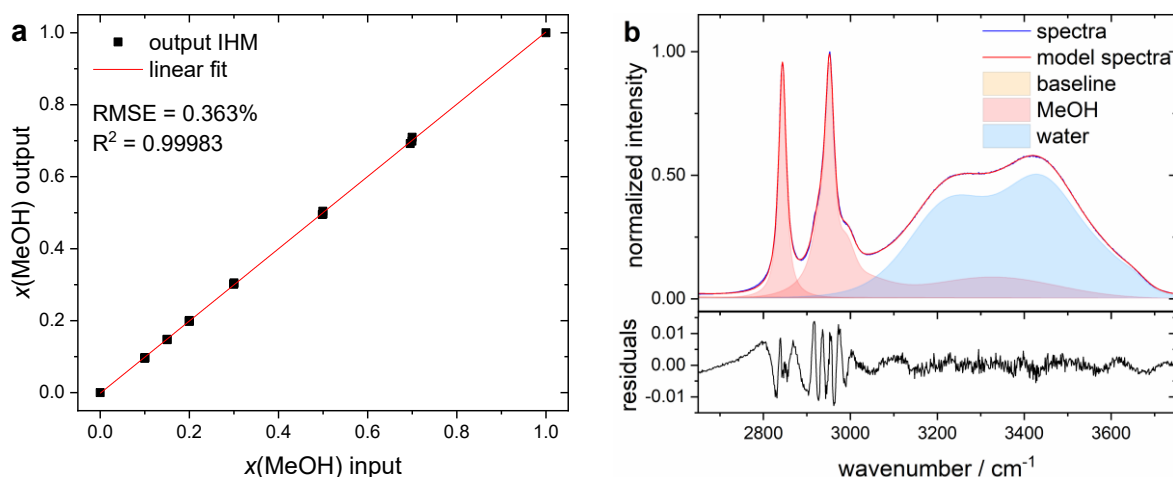 a
output IHM
linear fit
RMSE = 0.363%
R² = 0.99983
x(MeOH) output
1.0
0.8
0.6
0.4
0.2
0.0
0.0
0.2
0.4
0.6
0.8
1.0
x(MeOH) input
b
spectra
model spectra
baseline
MeOH
water
normalized intensity
1.00
0.50
0.00
residuals
0.01
0.00
-0.01
2800
3000
3200
3400
3600
wavenumber / cm⁻¹